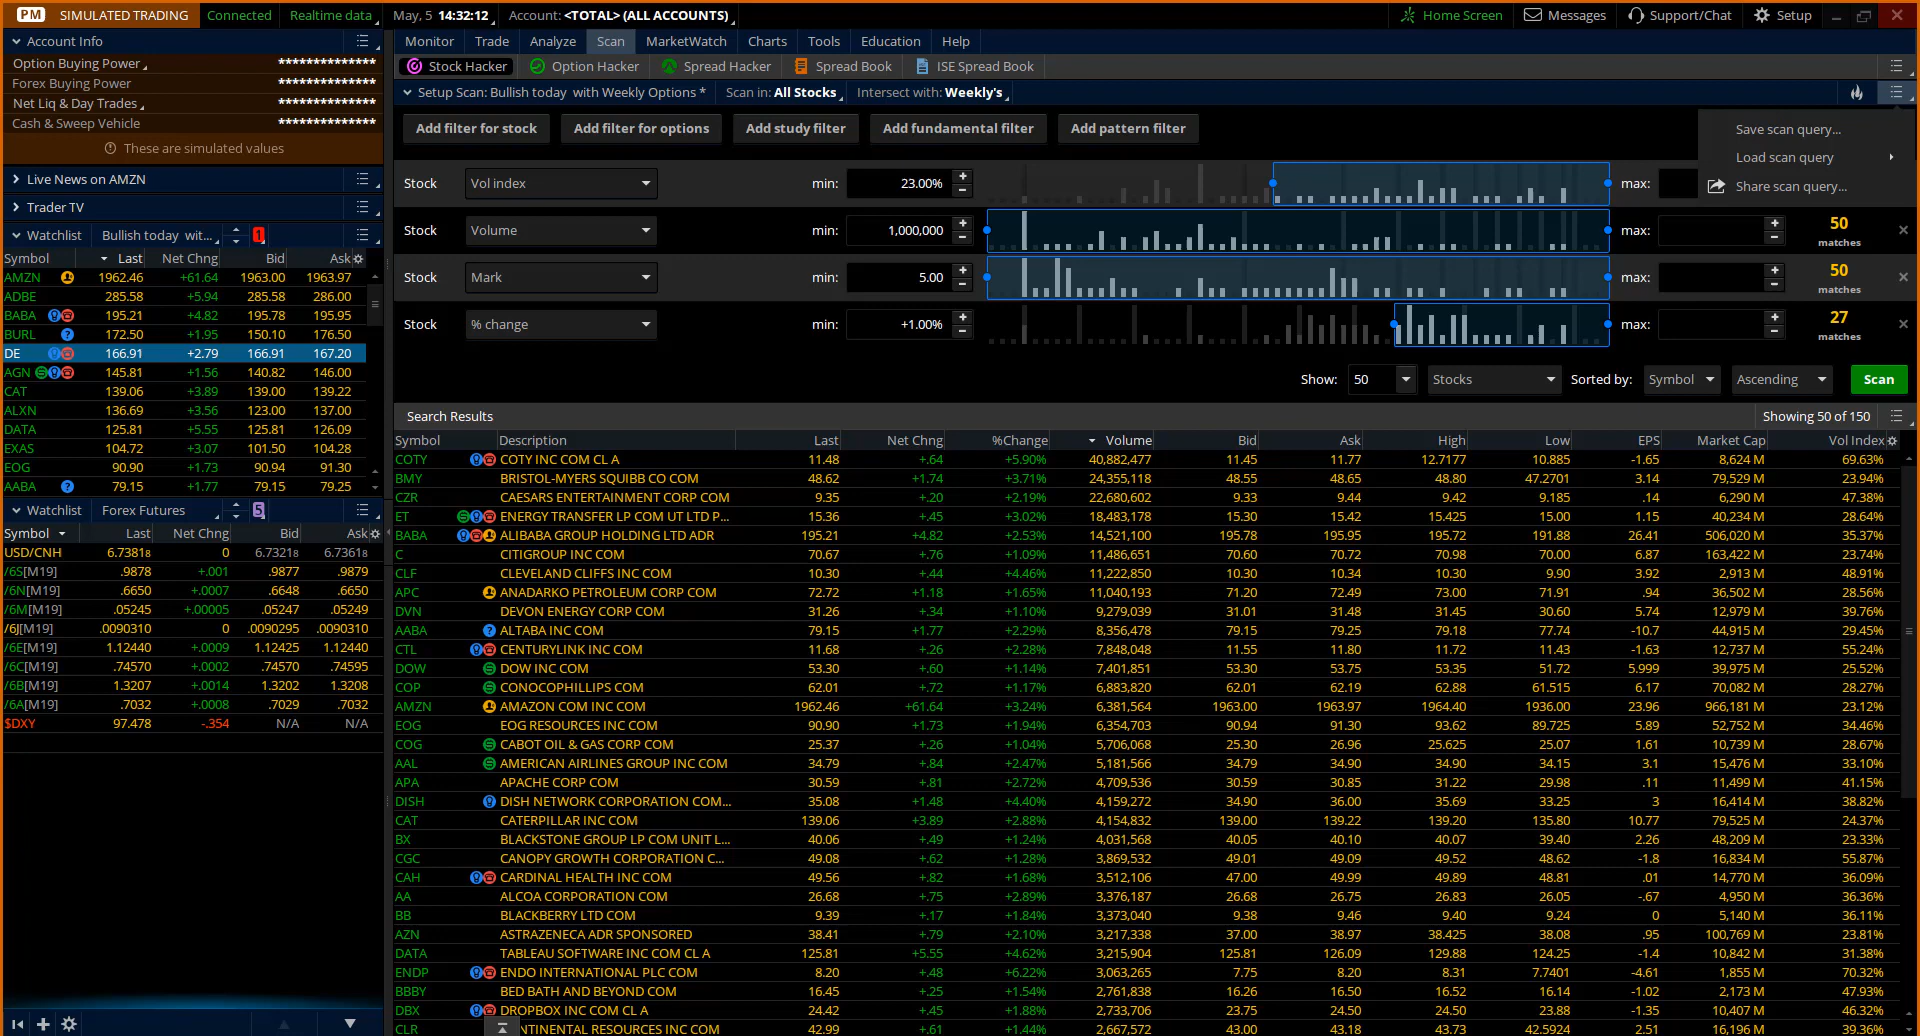 PM SIMULATED TRADING Connected Realtime data May, 5 14:32:12 Account: <TOTAL> (ALL ACCOUNTS) Home Screen Messages Support/Chat Setup
Account Info
Option Buying Power **************
Forex Buying Power **************
Net Liq & Day Trades **************
Cash & Sweep Vehicle **************
These are simulated values
Live News on AMZN
Trader TV
Watchlist Bullish today wit... 1
Symbol Last Net Chng Bid Ask
AMZN 1962.46 +61.64 1963.00 1963.97
ADBE 285.58 +5.94 285.58 286.00
BABA 195.21 +4.82 195.78 195.95
BURL 172.50 +1.95 150.10 176.50
DE 166.91 +2.79 166.91 167.20
AGN 145.81 +1.56 140.82 146.00
CAT 139.06 +3.89 139.00 139.22
ALXN 136.69 +3.56 123.00 137.00
DATA 125.81 +5.55 125.81 126.09
EXAS 104.72 +3.07 101.50 104.28
EOG 90.90 +1.73 90.94 91.30
AABA 79.15 +1.77 79.15 79.25
Watchlist Forex Futures 5
Symbol Last Net Chng Bid Ask
USD/CNH 6.73818 0 6.73218 6.73618
/6S[M19] .9878 +.001 .9877 .9879
/6N[M19] .6650 +.0007 .6648 .6650
/6M[M19] .05245 +.00005 .05247 .05249
/6J[M19] .0090310 0 .0090295 .0090310
/6E[M19] 1.12440 +.0009 1.12425 1.12440
/6C[M19] .74570 +.0002 .74570 .74595
/6B[M19] 1.3207 +.0014 1.3202 1.3208
/6A[M19] .7032 +.0008 .7029 .7032
$DXY 97.478 -.354 N/A N/A
Monitor Trade Analyze Scan MarketWatch Charts Tools Education Help
Stock Hacker Option Hacker Spread Hacker Spread Book ISE Spread Book
Setup Scan: Bullish today with Weekly Options * Scan in: All Stocks Intersect with: Weekly's
Add filter for stock Add filter for options Add study filter Add fundamental filter Add pattern filter
Save scan query...
Load scan query
Share scan query...
Stock Vol index min: 23.00% max:
Stock Volume min: 1,000,000 max: 50 matches
Stock Mark min: 5.00 max: 50 matches
Stock % change min: +1.00% max: 27 matches
Show: 50 Stocks Sorted by: Symbol Ascending Scan
Search Results Showing 50 of 150
Symbol Description Last Net Chng %Change Volume Bid Ask High Low EPS Market Cap Vol Index
COTY COTY INC COM CL A 11.48 +.64 +5.90% 40,882,477 11.45 11.77 12.7177 10.885 -1.65 8,624 M 69.63%
BMY BRISTOL-MYERS SQUIBB CO COM 48.62 +1.74 +3.71% 24,355,118 48.55 48.65 48.80 47.2701 3.14 79,529 M 23.94%
CZR CAESARS ENTERTAINMENT CORP COM 9.35 +.20 +2.19% 22,680,602 9.33 9.44 9.42 9.185 .14 6,290 M 47.38%
ET ENERGY TRANSFER LP COM UT LTD P... 15.36 +.45 +3.02% 18,483,178 15.30 15.42 15.425 15.00 1.15 40,234 M 28.64%
BABA ALIBABA GROUP HOLDING LTD ADR 195.21 +4.82 +2.53% 14,521,100 195.78 195.95 195.72 191.88 26.41 506,020 M 35.37%
C CITIGROUP INC COM 70.67 +.76 +1.09% 11,486,651 70.60 70.72 70.98 70.00 6.87 163,422 M 23.74%
CLF CLEVELAND CLIFFS INC COM 10.30 +.44 +4.46% 11,222,850 10.30 10.34 10.30 9.90 3.92 2,913 M 48.91%
APC ANADARKO PETROLEUM CORP COM 72.72 +1.18 +1.65% 11,040,193 71.20 72.49 73.00 71.91 .94 36,502 M 28.56%
DVN DEVON ENERGY CORP COM 31.26 +.34 +1.10% 9,279,039 31.01 31.48 31.45 30.60 5.74 12,979 M 39.76%
AABA ALTABA INC COM 79.15 +1.77 +2.29% 8,356,478 79.15 79.25 79.18 77.74 -10.7 44,915 M 29.45%
CTL CENTURYLINK INC COM 11.68 +.26 +2.28% 7,848,048 11.55 11.80 11.72 11.43 -1.63 12,737 M 55.24%
DOW DOW INC COM 53.30 +.60 +1.14% 7,401,851 53.30 53.75 53.35 51.72 5.999 39,975 M 25.52%
COP CONOCOPHILLIPS COM 62.01 +.72 +1.17% 6,883,820 62.01 62.19 62.88 61.515 6.17 70,082 M 28.27%
AMZN AMAZON COM INC COM 1962.46 +61.64 +3.24% 6,381,564 1963.00 1963.97 1964.40 1936.00 23.96 966,181 M 23.12%
EOG EOG RESOURCES INC COM 90.90 +1.73 +1.94% 6,354,703 90.94 91.30 93.62 89.725 5.89 52,752 M 34.46%
COG CABOT OIL & GAS CORP COM 25.37 +.26 +1.04% 5,706,068 25.30 26.96 25.625 25.07 1.61 10,739 M 28.67%
AAL AMERICAN AIRLINES GROUP INC COM 34.79 +.84 +2.47% 5,181,566 34.79 34.90 34.90 34.15 3.1 15,476 M 33.10%
APA APACHE CORP COM 30.59 +.81 +2.72% 4,709,536 30.59 30.85 31.22 29.98 .11 11,499 M 41.15%
DISH DISH NETWORK CORPORATION COM... 35.08 +1.48 +4.40% 4,159,272 34.90 36.00 35.69 33.25 3 16,414 M 38.82%
CAT CATERPILLAR INC COM 139.06 +3.89 +2.88% 4,154,832 139.00 139.22 139.20 135.80 10.77 79,525 M 24.37%
BX BLACKSTONE GROUP LP COM UNIT L... 40.06 +.49 +1.24% 4,031,568 40.05 40.10 40.07 39.40 2.26 48,209 M 23.33%
CGC CANOPY GROWTH CORPORATION C... 49.08 +.62 +1.28% 3,869,532 49.01 49.09 49.52 48.62 -1.8 16,834 M 55.87%
CAH CARDINAL HEALTH INC COM 49.56 +.82 +1.68% 3,512,106 47.00 49.99 49.89 48.81 .01 14,770 M 36.09%
AA ALCOA CORPORATION COM 26.68 +.75 +2.89% 3,376,187 26.68 26.75 26.83 26.05 -.67 4,950 M 36.36%
BB BLACKBERRY LTD COM 9.39 +.17 +1.84% 3,373,040 9.38 9.46 9.40 9.24 0 5,140 M 36.11%
AZN ASTRAZENECA ADR SPONSORED 38.41 +.79 +2.10% 3,217,338 37.00 38.97 38.425 38.08 .95 100,769 M 23.81%
DATA TABLEAU SOFTWARE INC COM CL A 125.81 +5.55 +4.62% 3,215,904 125.81 126.09 129.88 124.25 -1.4 10,842 M 31.38%
ENDP ENDO INTERNATIONAL PLC COM 8.20 +.48 +6.22% 3,063,265 7.75 8.20 8.31 7.7401 -4.61 1,855 M 70.32%
BBBY BED BATH AND BEYOND COM 16.45 +.25 +1.54% 2,761,838 16.26 16.50 16.52 16.14 -1.02 2,173 M 47.93%
DBX DROPBOX INC COM CL A 24.42 +.45 +1.88% 2,733,706 23.75 24.50 24.50 23.88 -1.35 10,407 M 46.32%
CLR NTINENTAL RESOURCES INC COM 42.99 +.61 +1.44% 2,667,572 43.00 43.18 43.73 42.5924 2.51 16,196 M 39.36%